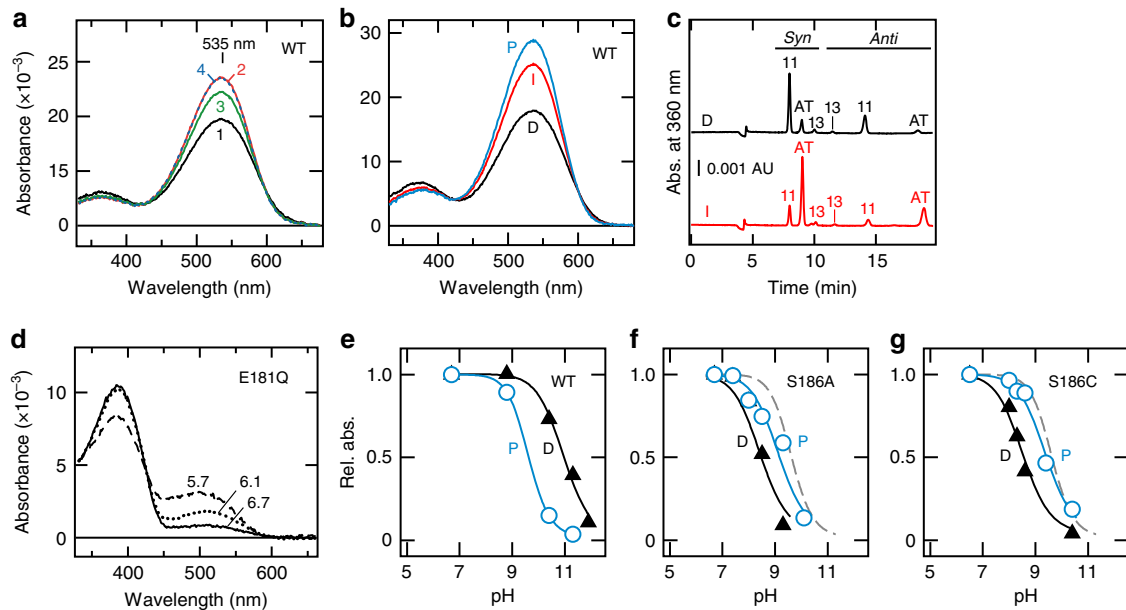 a
535 nm
WT
4
2
3
1
25
20
15
0
Absorbance (×10⁻³)
400
500
600
Wavelength (nm)
b
WT
P
I
D
30
20
10
0
400
500
600
Wavelength (nm)
c
Syn
Anti
11
AT
13
13
11
AT
D
0.001 AU
AT
11
13
13
11
AT
I
Abs. at 360 nm
0
5
10
15
Time (min)
d
E181Q
10
5
0
5.7
6.1
6.7
Absorbance (×10⁻³)
400
500
600
Wavelength (nm)
e
WT
1.0
0.5
0
P
D
Rel. abs.
5
7
9
11
pH
f
S186A
1.0
0.5
0
D
P
5
7
9
11
pH
g
S186C
1.0
0.5
0
D
P
5
7
9
11
pH